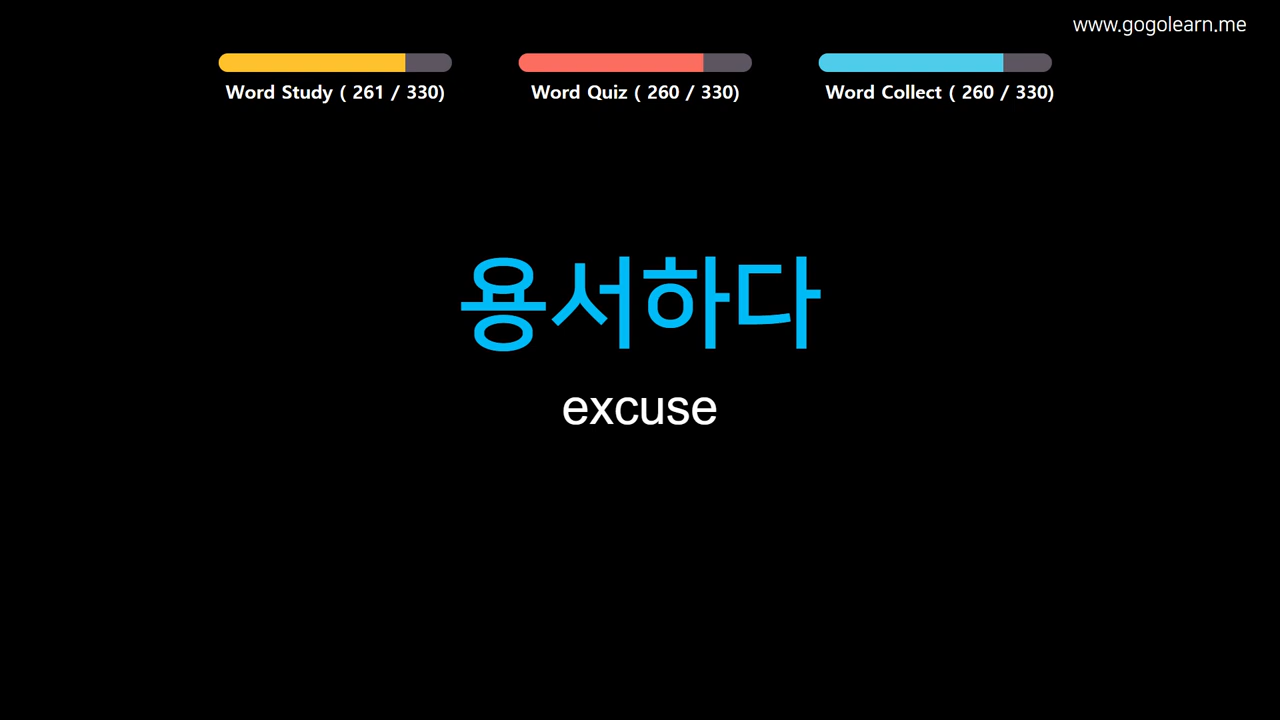 www.gogolearn.me
Word Study ( 261 / 330)
Word Quiz ( 260 / 330)
Word Collect ( 260 / 330)
용서하다
excuse